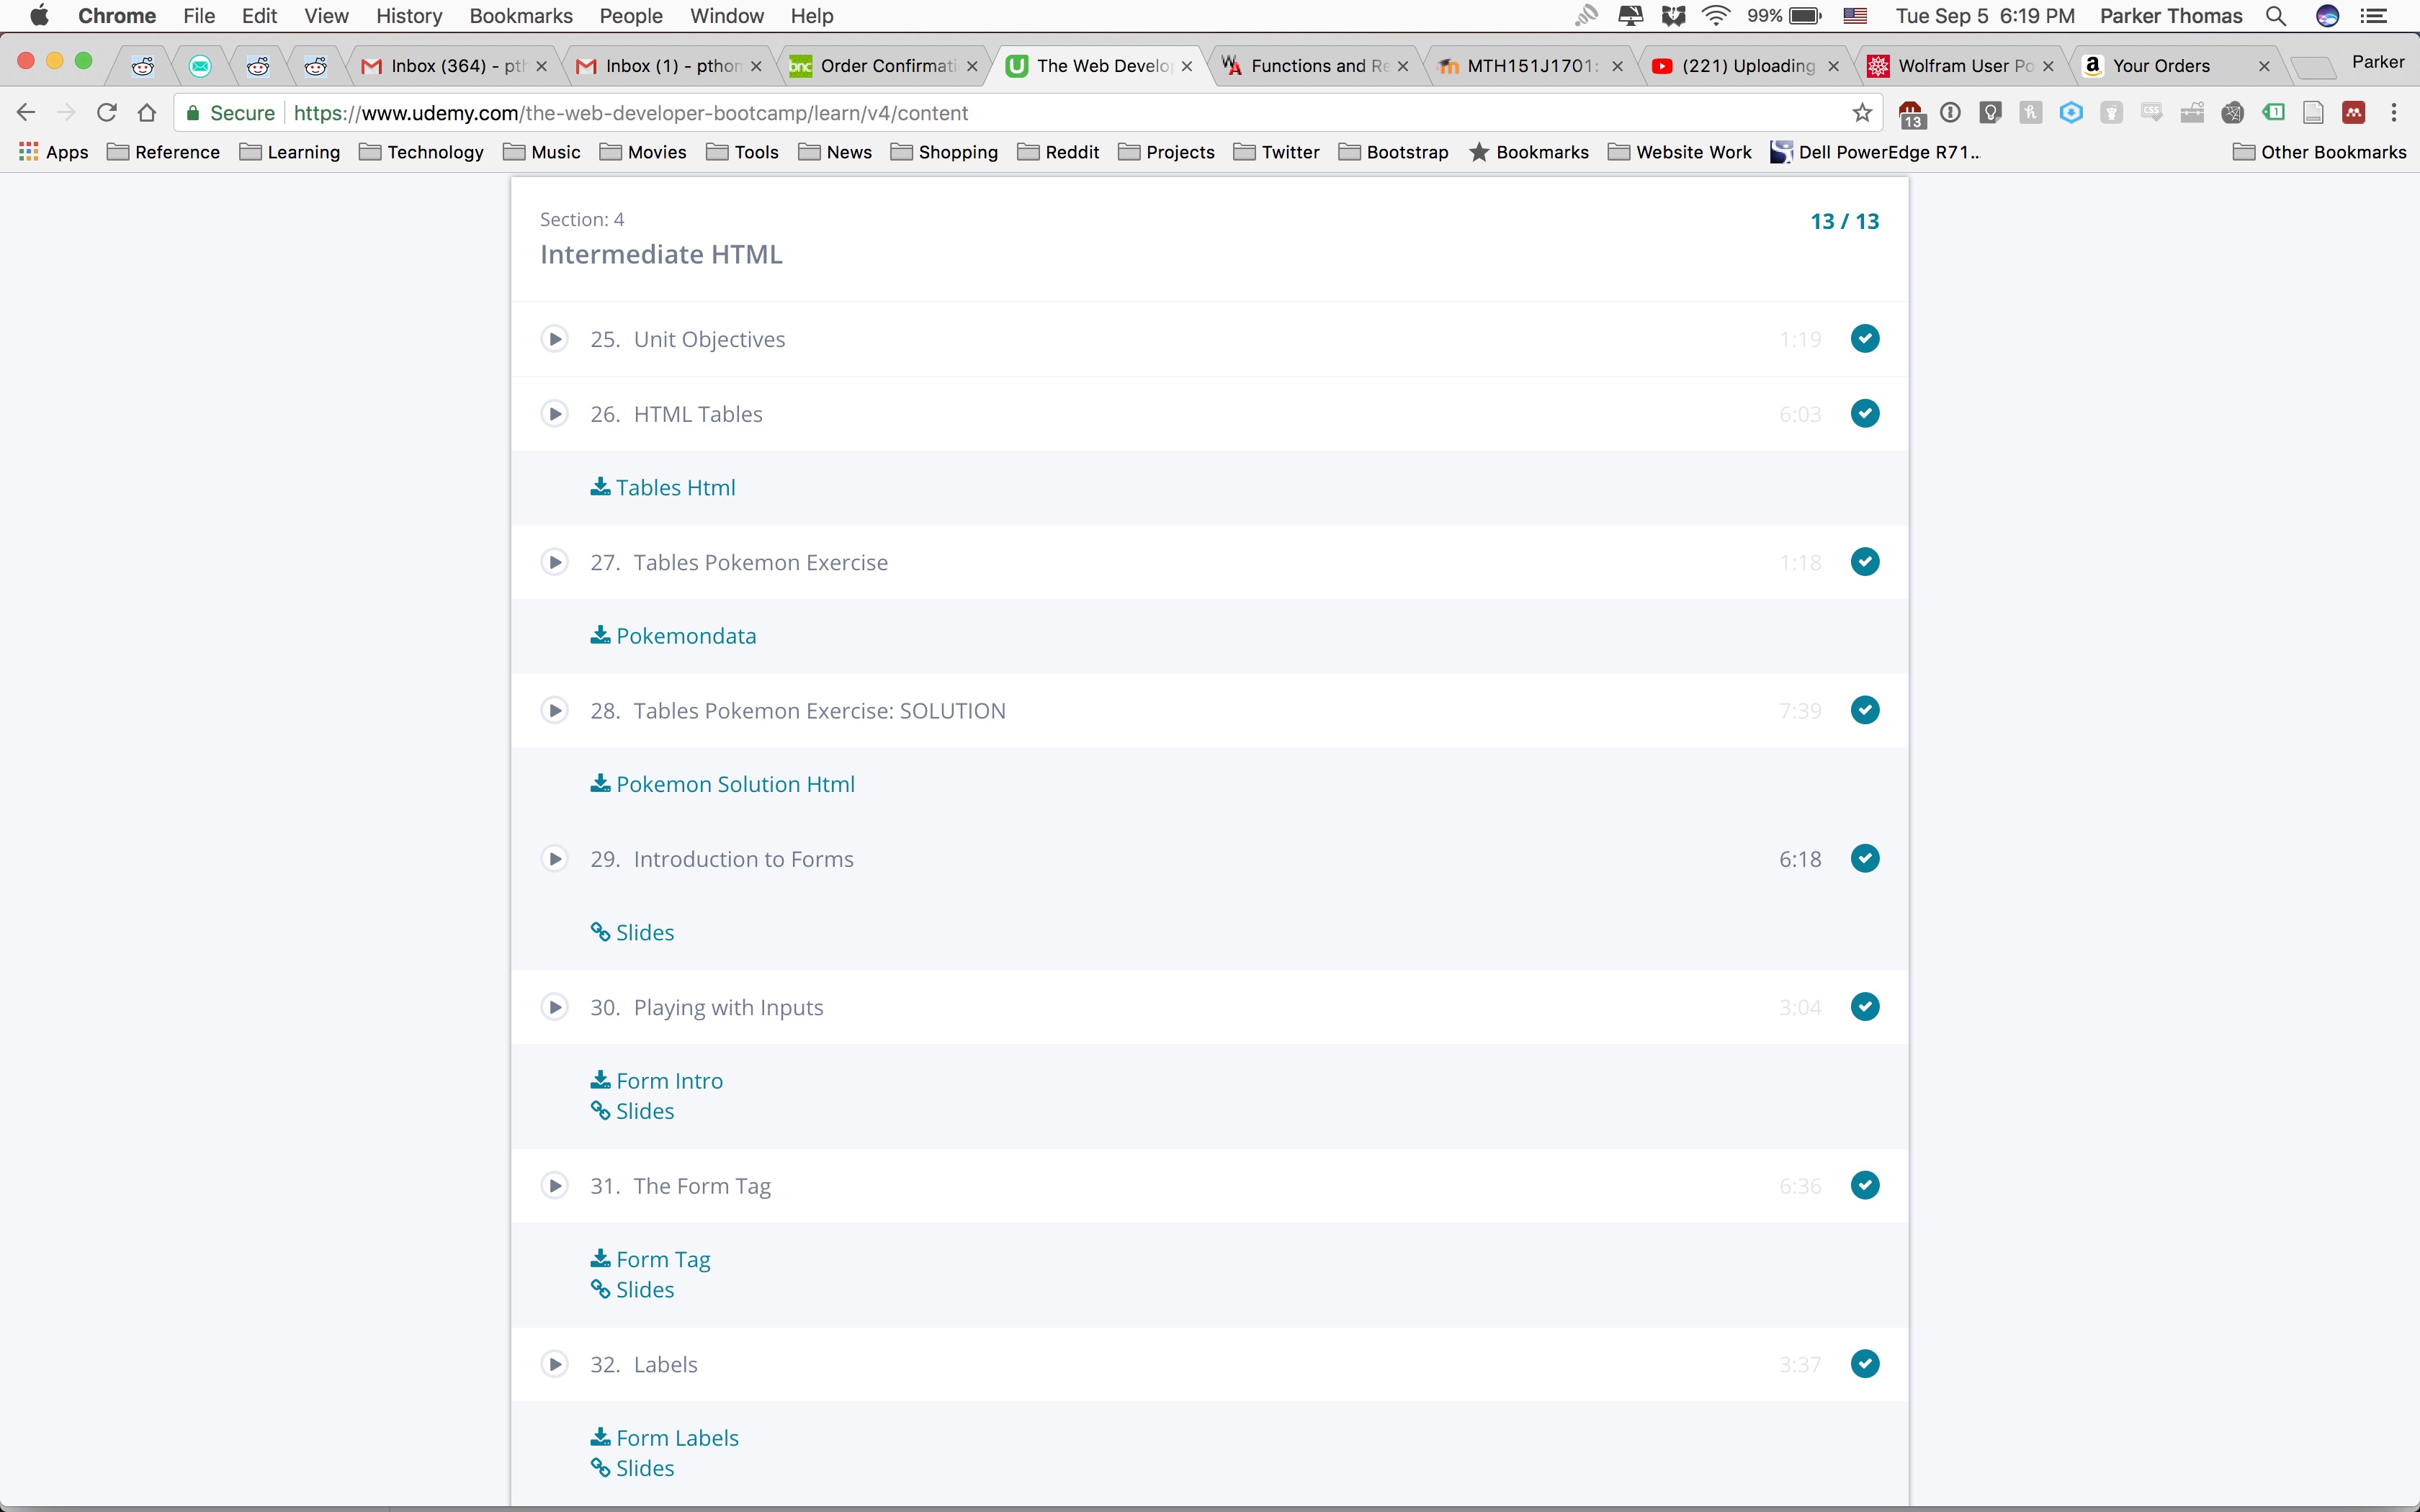 Chrome File Edit View History Bookmarks People Window Help 99% Tue Sep 5 6:19 PM Parker Thomas
Inbox (364) - pth Inbox (1) - pthon bnc Order Confirmati The Web Develo Functions and Re MTH151J1701: (221) Uploading Wolfram User Po Your Orders Parker
Secure https://www.udemy.com/the-web-developer-bootcamp/learn/v4/content 13
Apps Reference Learning Technology Music Movies Tools News Shopping Reddit Projects Twitter Bootstrap Bookmarks Website Work Dell PowerEdge R71... Other Bookmarks
Section: 4 13 / 13
Intermediate HTML
25. Unit Objectives 1:19
26. HTML Tables 6:03
Tables Html
27. Tables Pokemon Exercise 1:18
Pokemondata
28. Tables Pokemon Exercise: SOLUTION 7:39
Pokemon Solution Html
29. Introduction to Forms 6:18
Slides
30. Playing with Inputs 3:04
Form Intro
Slides
31. The Form Tag 6:36
Form Tag
Slides
32. Labels 3:37
Form Labels
Slides